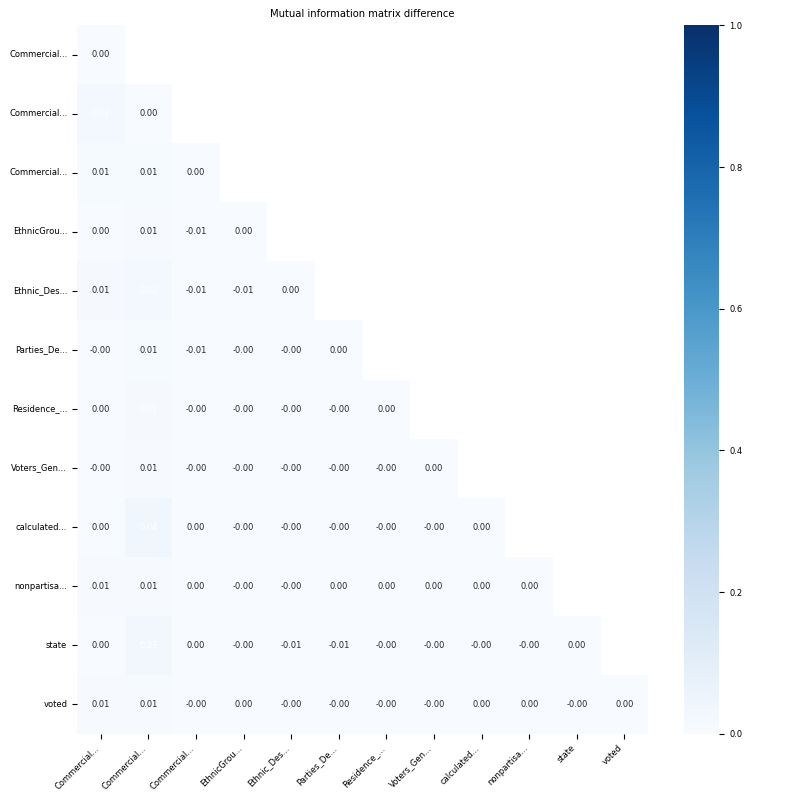 Mutual information matrix difference
1.0
0.8
0.6
0.4
0.2
0.0
Commercial... 0.00
Commercial... 0.00
Commercial... 0.01 0.01 0.00
EthnicGrou... 0.00 0.01 -0.01 0.00
Ethnic_Des... 0.01 -0.01 -0.01 0.00
Parties_De... -0.00 0.01 -0.01 -0.00 -0.00 0.00
Residence_... 0.00 -0.00 -0.00 -0.00 -0.00 0.00
Voters_Gen... -0.00 0.01 -0.00 -0.00 -0.00 -0.00 -0.00 0.00
calculated... 0.00 0.00 -0.00 -0.00 -0.00 -0.00 -0.00 0.00
nonpartisa... 0.01 0.01 0.00 -0.00 -0.00 0.00 0.00 0.00 0.00 0.00
state 0.00 0.00 -0.00 -0.01 -0.01 -0.00 -0.00 -0.00 -0.00 0.00
voted 0.01 0.01 -0.00 0.00 -0.00 -0.00 -0.00 -0.00 0.00 0.00 -0.00 0.00
Commercial... Commercial... Commercial... EthnicGrou... Ethnic_Des... Parties_De... Residence_... Voters_Gen... calculated... nonpartisa... state voted